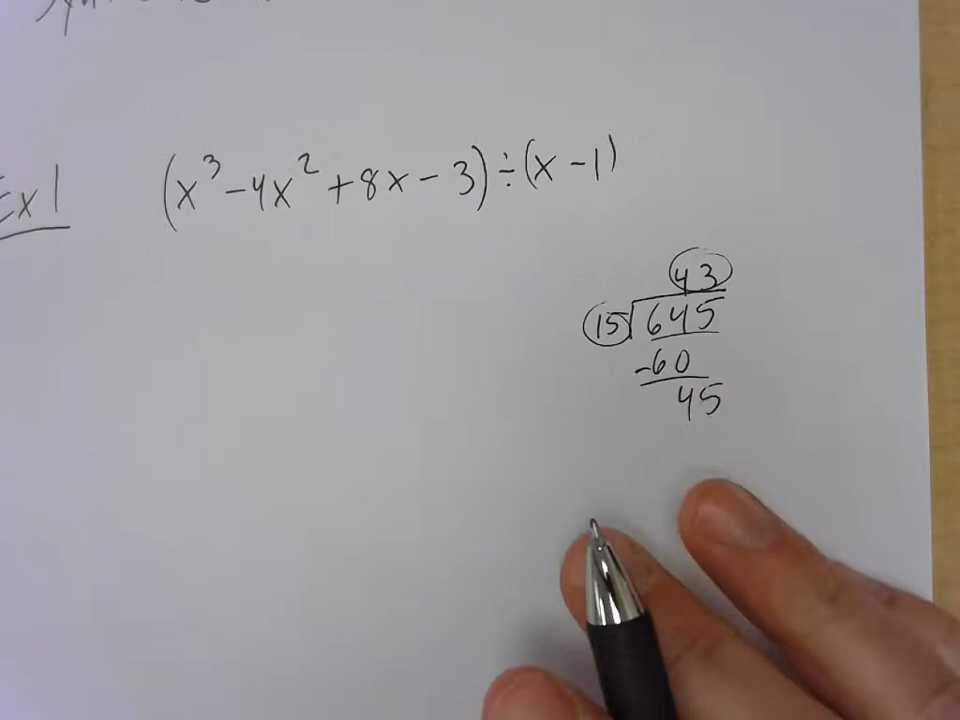 Ex 1 (x³ - 4x² + 8x - 3) ÷ (x - 1)
43
15 645
-60
45